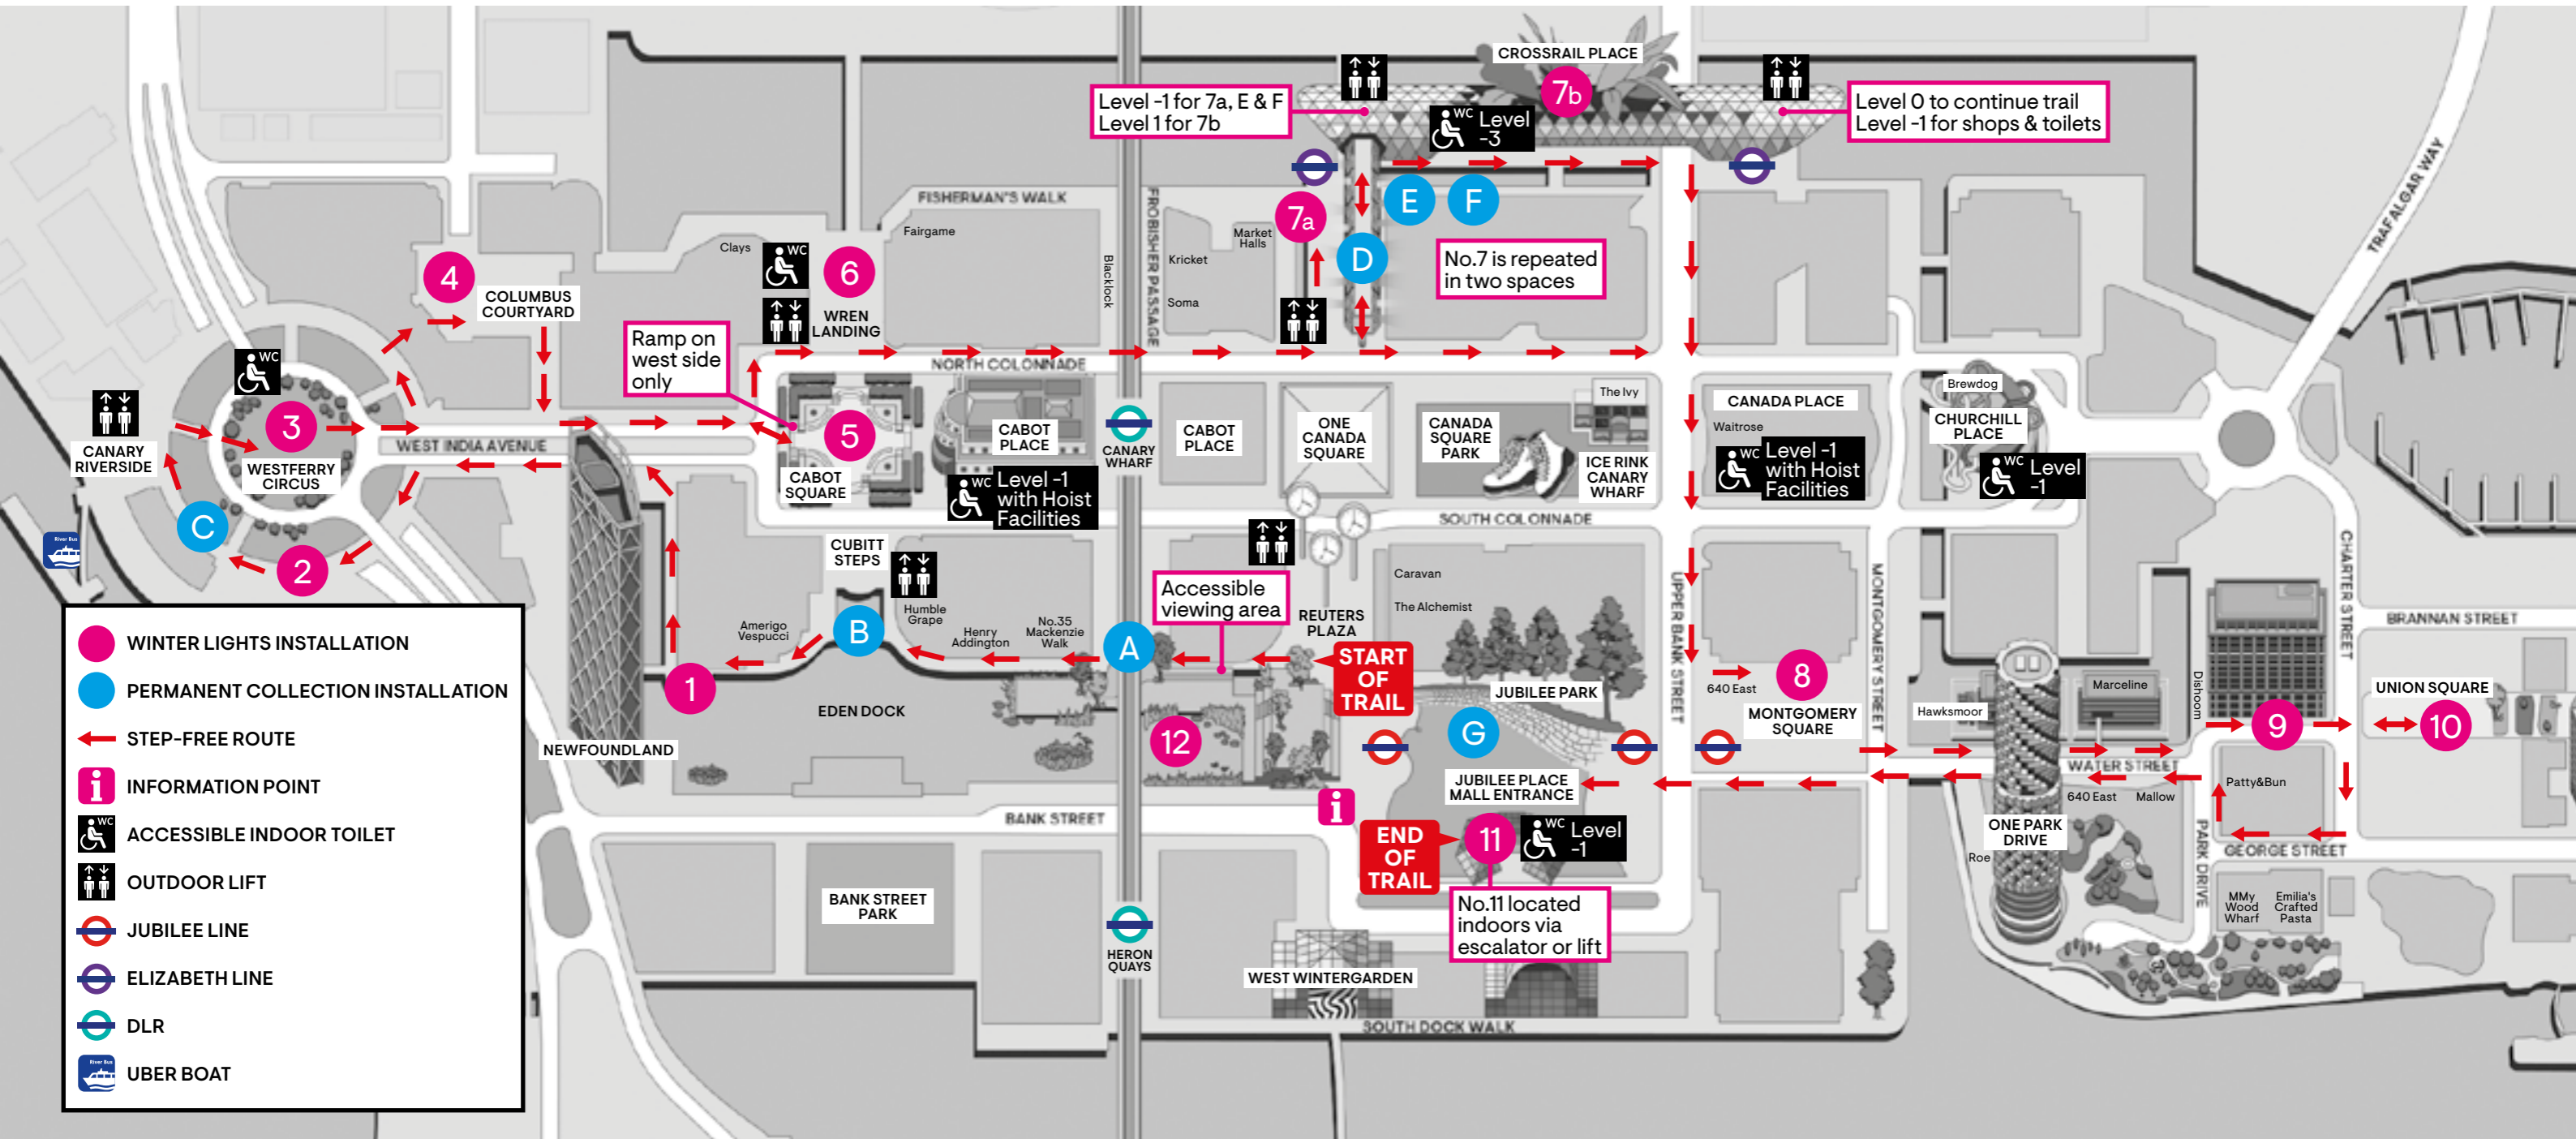 CROSSRAIL PLACE
7b
Level -1 for 7a, E & F
Level 1 for 7b
WC Level
-3
Level 0 to continue trail
Level -1 for shops & toilets
TRAFALGAR WAY
FISHERMAN'S WALK
FROBISHER PASSAGE
Fairgame
Blacklock
Kricket
Soma
Market
Halls
7a
D
E
F
No.7 is repeated
in two spaces
Clays
WC
6
WREN
LANDING
4
COLUMBUS
COURTYARD
Ramp on
west side
only
NORTH COLONNADE
WC
CANARY
RIVERSIDE
3
WESTFERRY
CIRCUS
WEST INDIA AVENUE
C
2
River Bus
5
CABOT
SQUARE
CABOT
PLACE
WC Level -1
with Hoist
Facilities
CANARY
WHARF
CABOT
PLACE
ONE
CANADA
SQUARE
CANADA
SQUARE
PARK
The Ivy
ICE RINK
CANARY
WHARF
CANADA PLACE
Waitrose
WC Level -1
with Hoist
Facilities
Brewdog
CHURCHILL
PLACE
WC Level
-1
SOUTH COLONNADE
CUBITT
STEPS
Humble
Grape
Amerigo
Vespucci
B
Henry
Addington
No.35
Mackenzie
Walk
A
Accessible
viewing area
REUTERS
PLAZA
START
OF
TRAIL
Caravan
The Alchemist
UPPER BANK STREET
MONTGOMERY STREET
CHARTER STREET
BRANNAN STREET
1
EDEN DOCK
NEWFOUNDLAND
12
JUBILEE PARK
G
JUBILEE PLACE
MALL ENTRANCE
640 East
8
MONTGOMERY
SQUARE
Hawksmoor
Marceline
Dishoom
9
UNION SQUARE
10
WATER STREET
640 East
Mallow
Patty&Bun
ONE PARK
DRIVE
Roe
PARK DRIVE
GEORGE STREET
MMy
Wood
Wharf
Emilia's
Crafted
Pasta
BANK STREET
i
END
OF
TRAIL
11
WC Level
-1
No.11 located
indoors via
escalator or lift
BANK STREET
PARK
HERON
QUAYS
WEST WINTERGARDEN
SOUTH DOCK WALK
WINTER LIGHTS INSTALLATION
PERMANENT COLLECTION INSTALLATION
STEP-FREE ROUTE
i INFORMATION POINT
WC ACCESSIBLE INDOOR TOILET
OUTDOOR LIFT
JUBILEE LINE
ELIZABETH LINE
DLR
River Bus UBER BOAT